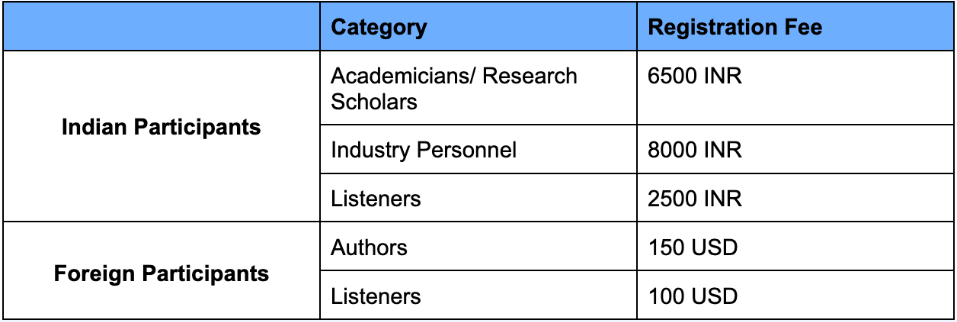 Category Registration Fee
Indian Participants
Academicians/ Research
Scholars
6500 INR
Industry Personnel 8000 INR
Listeners 2500 INR
Foreign Participants
Authors 150 USD
Listeners 100 USD